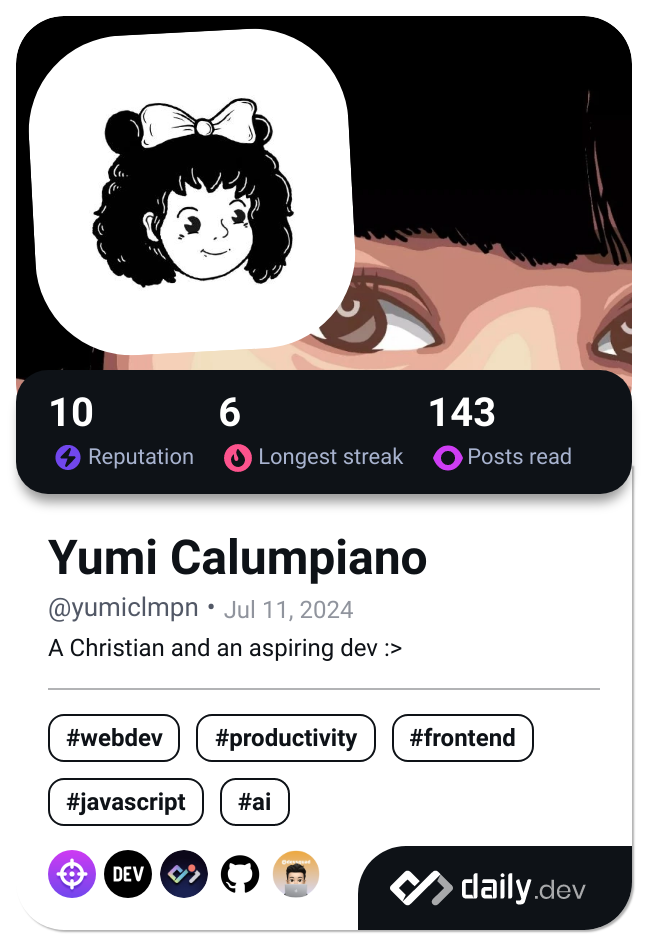 10 6 143
Reputation Longest streak Posts read
Yumi Calumpiano
@yumiclmpn • Jul 11, 2024
A Christian and an aspiring dev :>
#webdev #productivity #frontend
#javascript #ai
DEV
daily.dev